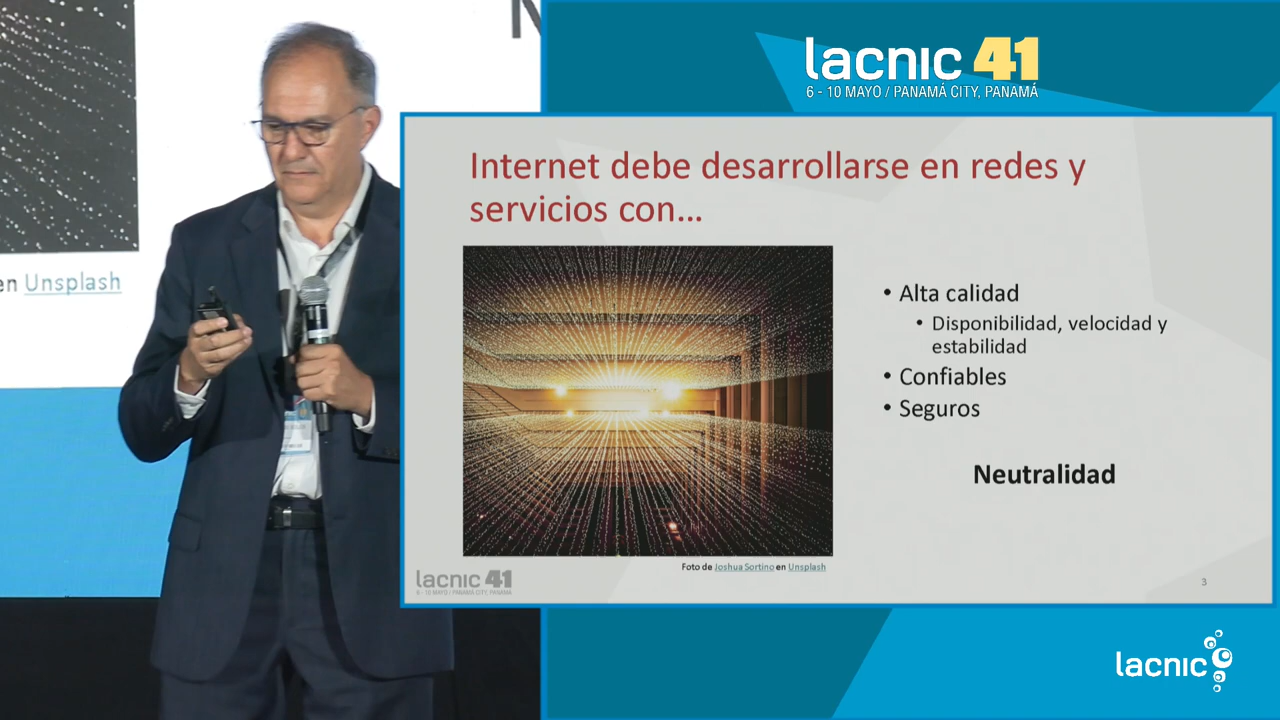 en Unsplash
lacnic 41
6 - 10 MAYO / PANAMÁ CITY, PANAMÁ
Internet debe desarrollarse en redes y
servicios con...
• Alta calidad
• Disponibilidad, velocidad y
estabilidad
• Confiables
• Seguros
Neutralidad
Foto de Joshua Sortino en Unsplash
lacnic 41
6 - 10 MAYO / PANAMÁ CITY, PANAMÁ
3
lacnic